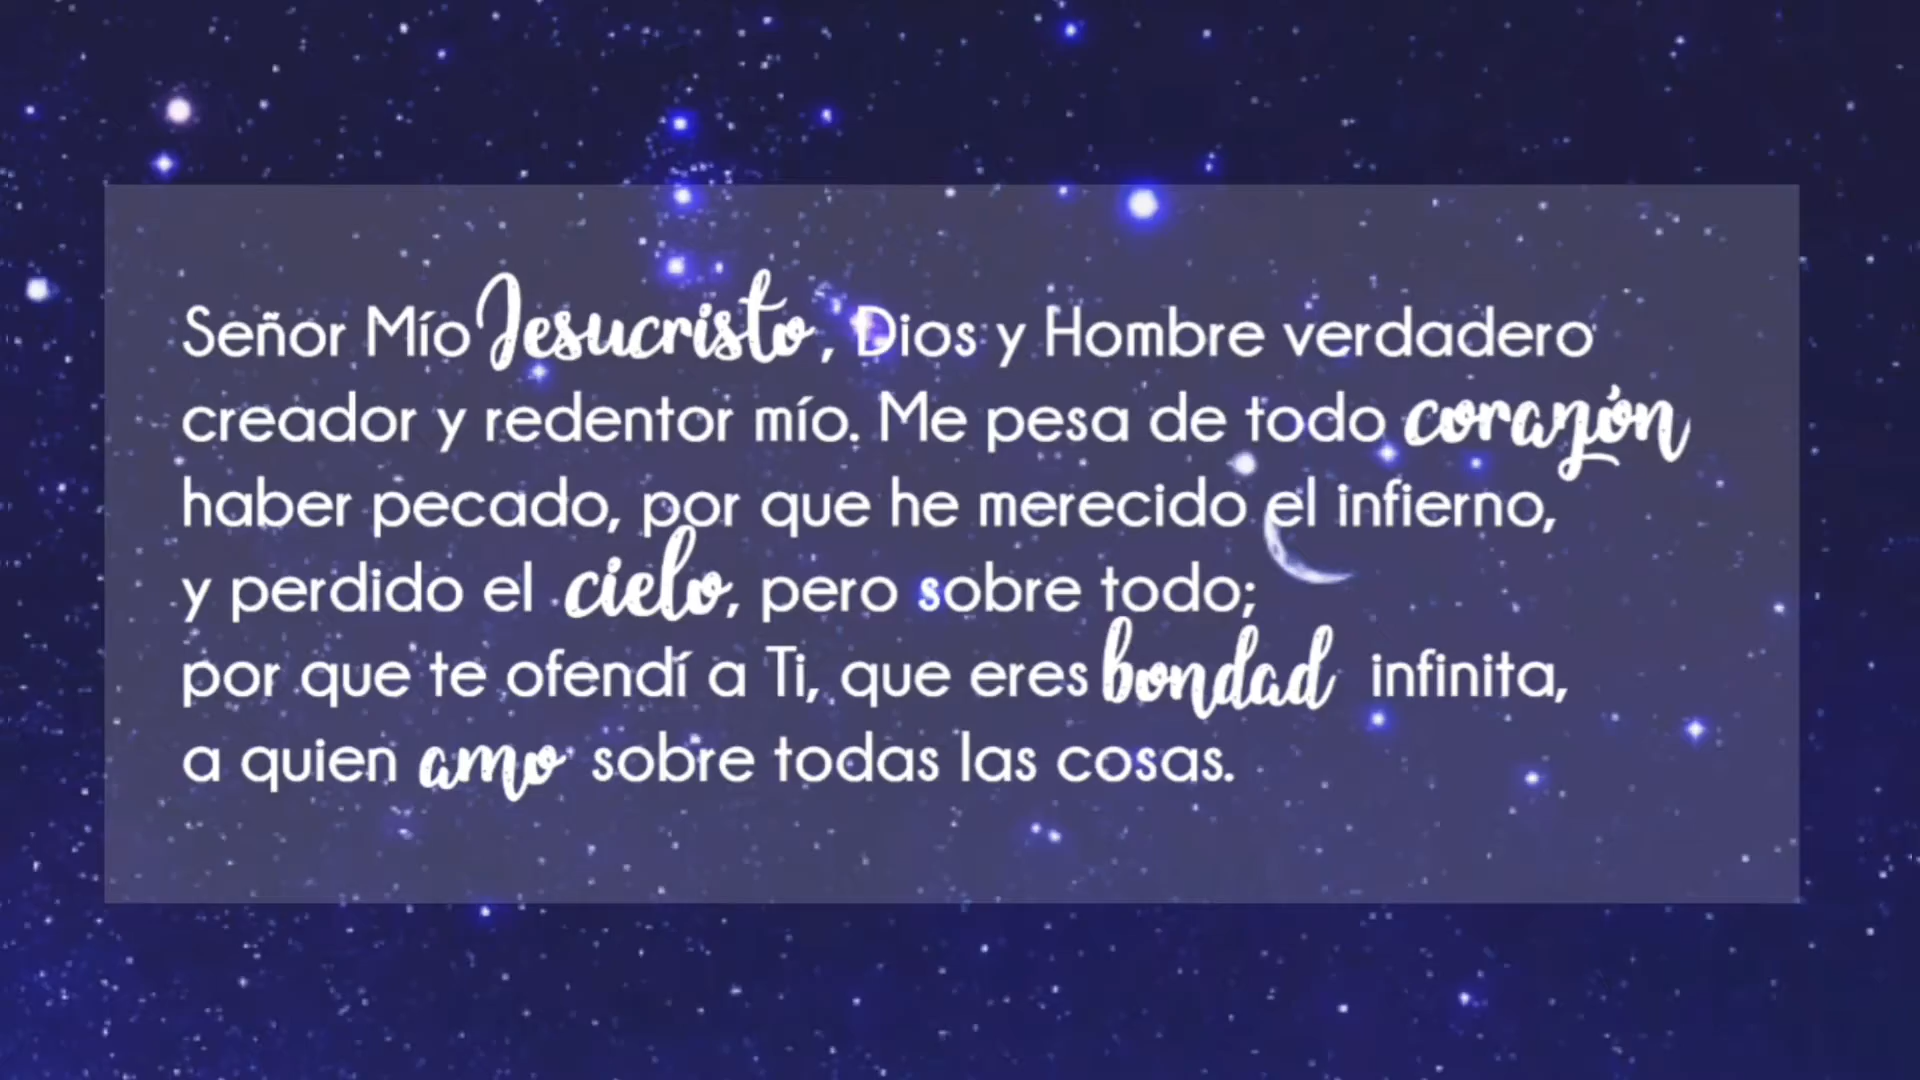 Señor Mío Jesucristo, Dios y Hombre verdadero
creador y redentor mío. Me pesa de todo corazón
haber pecado, por que he merecido el infierno,
y perdido el cielo, pero sobre todo;
por que te ofendí a Ti, que eres bondad infinita,
a quien amo sobre todas las cosas.